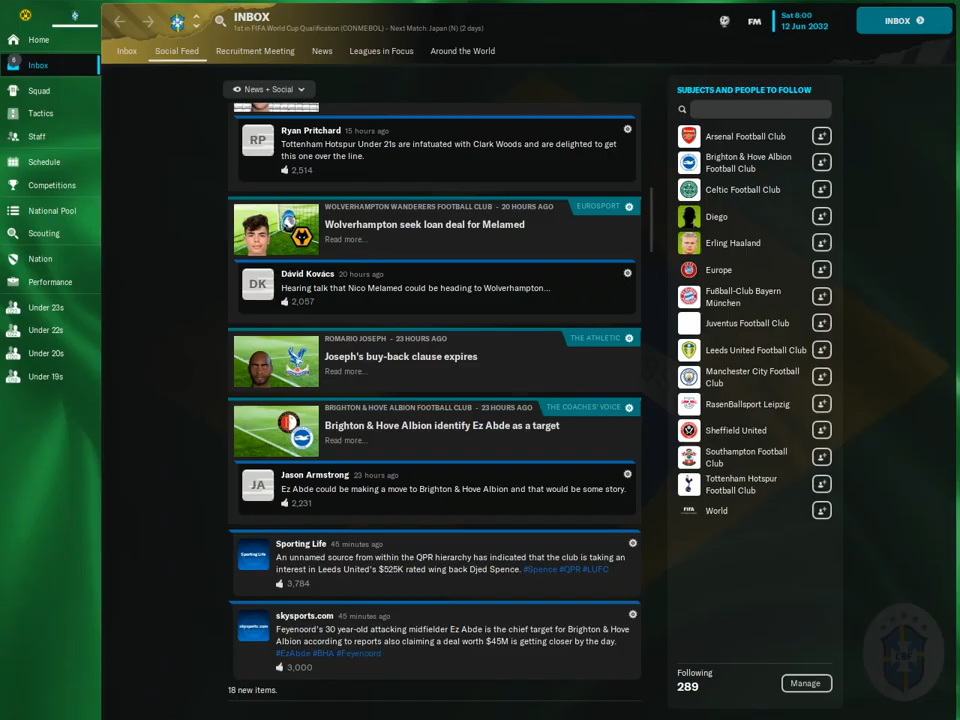 INBOX
1st in FIFA World Cup Qualification (CONMEBOL) - Next Match: Japan (N) (2 days)
FM
Sat 8:00
12 Jun 2032
INBOX
Home
6
Inbox
Squad
Tactics
Staff
Schedule
Competitions
National Pool
Scouting
Nation
Performance
Under 23s
Under 22s
Under 20s
Under 19s
Inbox
Social Feed
Recruitment Meeting
News
Leagues in Focus
Around the World
News + Social
RP
Ryan Pritchard 15 hours ago
Tottenham Hotspur Under 21s are infatuated with Clark Woods and are delighted to get
this one over the line.
2,514
WOLVERHAMPTON WANDERERS FOOTBALL CLUB - 20 HOURS AGO
EUROSPORT
Wolverhampton seek loan deal for Melamed
Read more...
DK
Dávid Kovács 20 hours ago
Hearing talk that Nico Melamed could be heading to Wolverhampton...
2,057
ROMARIO JOSEPH - 23 HOURS AGO
THE ATHLETIC
Joseph's buy-back clause expires
Read more...
BRIGHTON & HOVE ALBION FOOTBALL CLUB - 23 HOURS AGO
THE COACHES' VOICE
Brighton & Hove Albion identify Ez Abde as a target
Read more...
JA
Jason Armstrong 23 hours ago
Ez Abde could be making a move to Brighton & Hove Albion and that would be some story.
2,231
Sporting Life
Sporting Life 45 minutes ago
An unnamed source from within the QPR hierarchy has indicated that the club is taking an
interest in Leeds United's $525K rated wing back Djed Spence. #Spence #QPR #LUFC
3,784
skysports.com
skysports.com 45 minutes ago
Feyenoord's 30 year-old attacking midfielder Ez Abde is the chief target for Brighton & Hove
Albion according to reports also claiming a deal worth $45M is getting closer by the day.
#EzAbde #BHA #Feyenoord
3,000
18 new items.
SUBJECTS AND PEOPLE TO FOLLOW
Arsenal Football Club
Brighton & Hove Albion
Football Club
Celtic Football Club
Diego
Erling Haaland
Europe
Fußball-Club Bayern
München
Juventus Football Club
Leeds United Football Club
Manchester City Football
Club
RasenBallsport Leipzig
Sheffield United
Southampton Football
Club
Tottenham Hotspur
Football Club
FIFA
World
Following
289
Manage
CBF